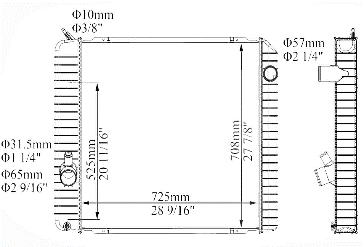 Φ10mm
Φ3/8"
Φ57mm
Φ2 1/4"
Φ31.5mm
Φ1 1/4"
Φ65mm
Φ2 9/16"
525mm
20 11/16"
708mm
27 7/8"
725mm
28 9/16"